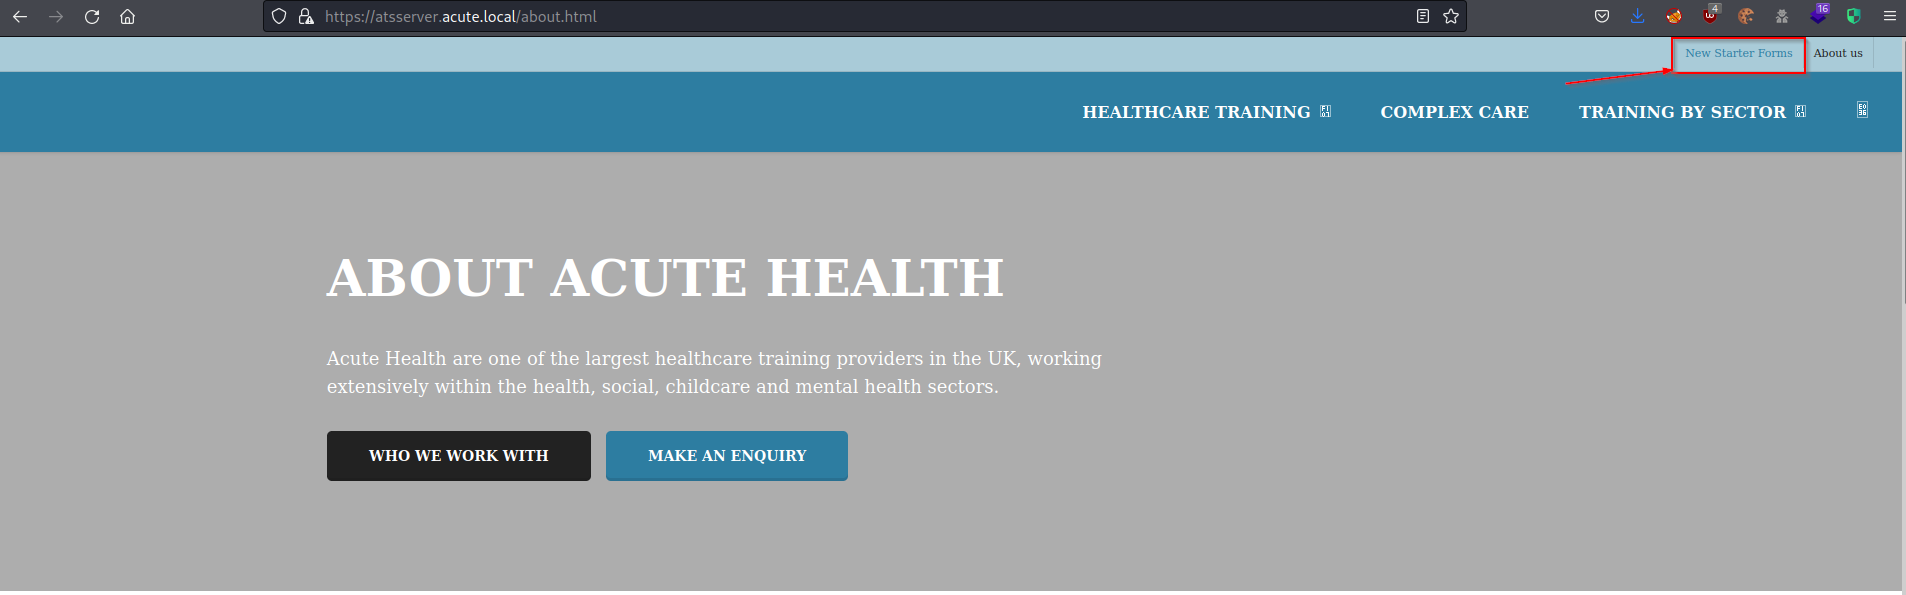 https://atsserver.acute.local/about.html
4
16
New Starter Forms
About us
HEALTHCARE TRAINING
COMPLEX CARE
TRAINING BY SECTOR
ABOUT ACUTE HEALTH
Acute Health are one of the largest healthcare training providers in the UK, working
extensively within the health, social, childcare and mental health sectors.
WHO WE WORK WITH
MAKE AN ENQUIRY